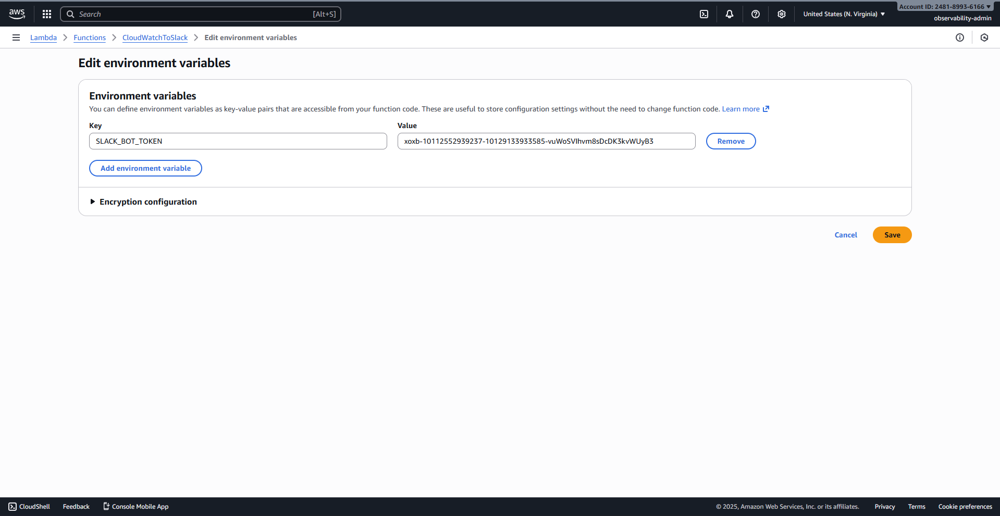 aws
Search [Alt+S]
United States (N. Virginia)
Account ID: 2481-8993-6166
observability-admin
Lambda > Functions > CloudWatchToSlack > Edit environment variables
Edit environment variables
Environment variables
You can define environment variables as key-value pairs that are accessible from your function code. These are useful to store configuration settings without the need to change function code. Learn more
Key Value
SLACK_BOT_TOKEN xoxb-10112552939237-10129133933585-vuWoSVIhvm8sDcDK3kvWUyB3 Remove
Add environment variable
Encryption configuration
Cancel Save
CloudShell Feedback Console Mobile App © 2025, Amazon Web Services, Inc. or its affiliates. Privacy Terms Cookie preferences